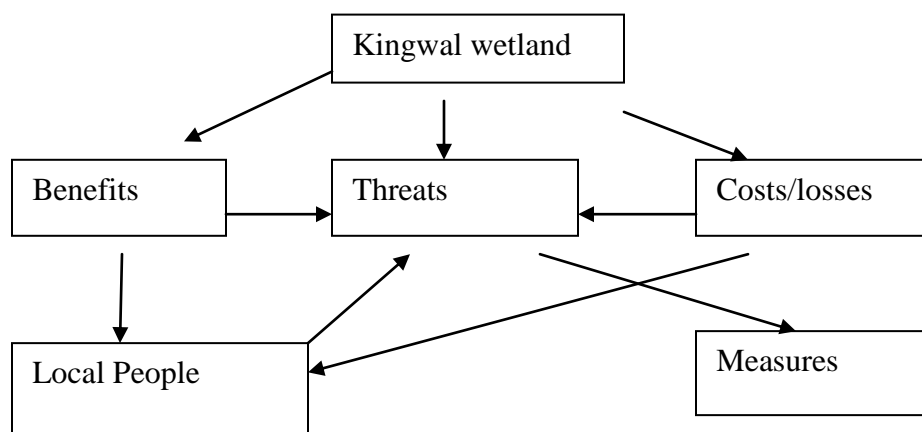 Kingwal wetland
Benefits
Threats
Costs/losses
Local People
Measures